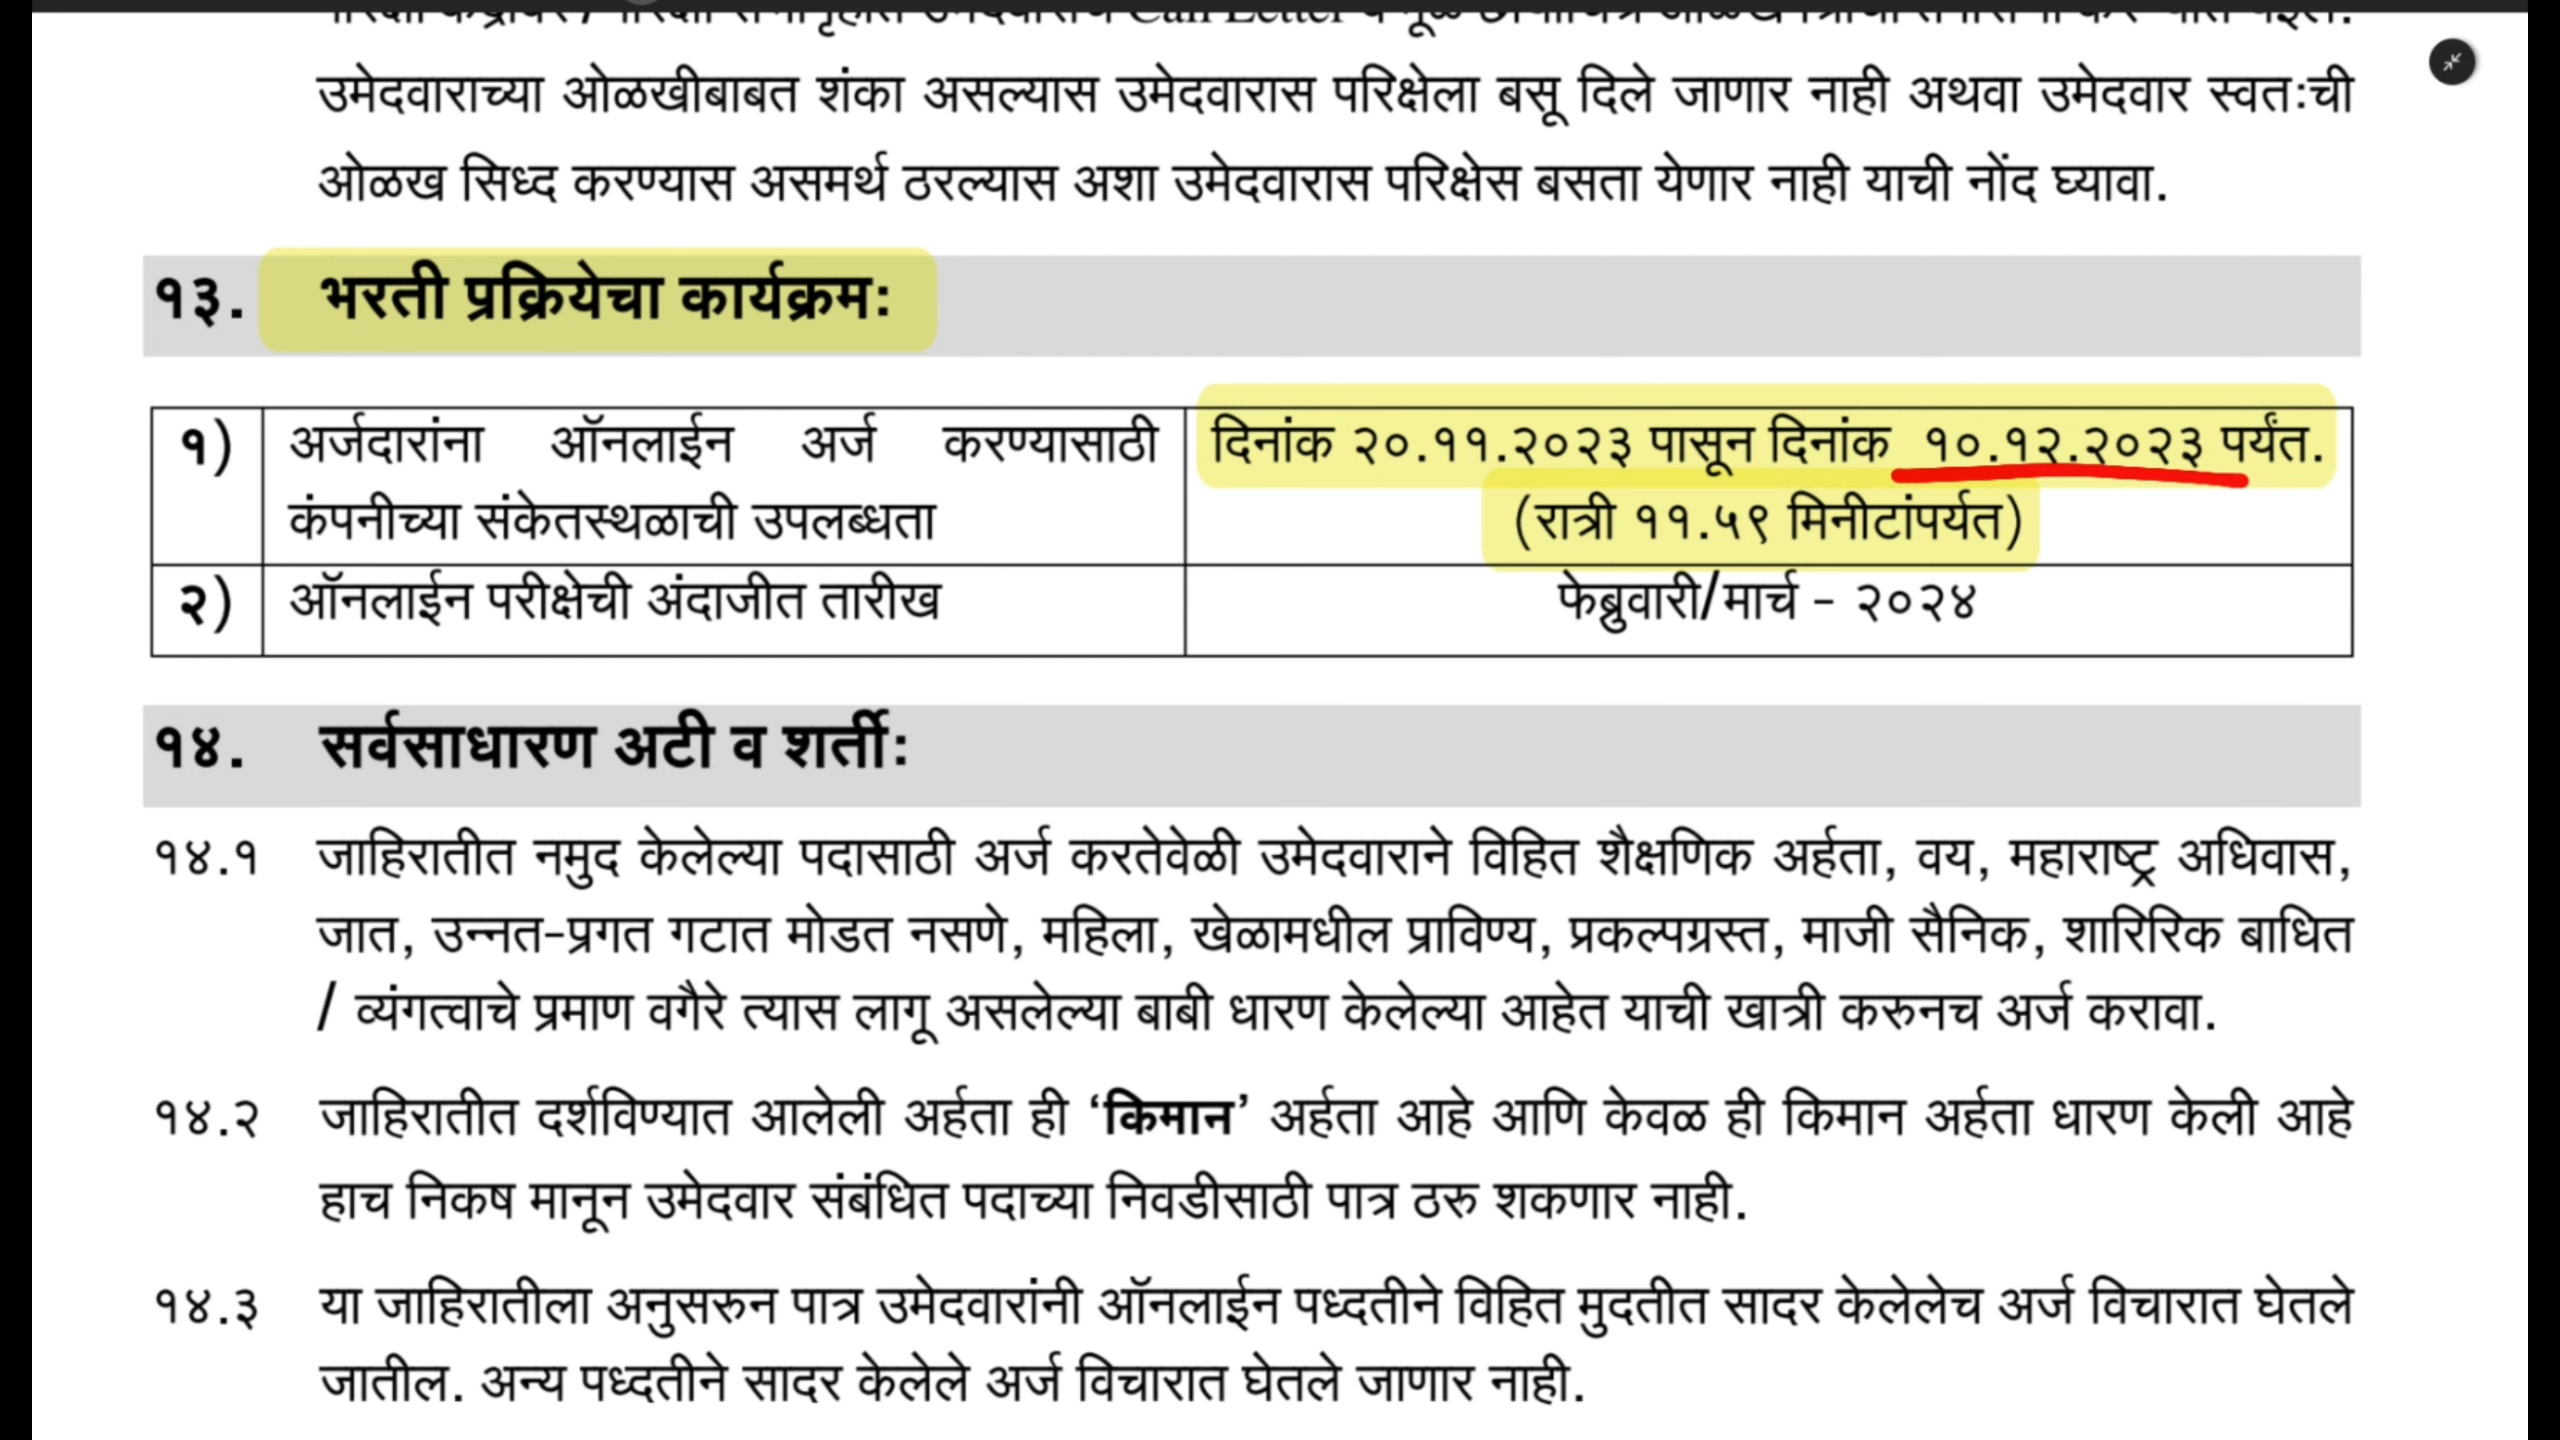 Call Letter
उमेदवाराच्या ओळखीबाबत शंका असल्यास उमेदवारास परिक्षेला बसू दिले जाणार नाही अथवा उमेदवार स्वतःची
ओळख सिध्द करण्यास असमर्थ ठरल्यास अशा उमेदवारास परिक्षेस बसता येणार नाही याची नोंद घ्यावा.
१३. भरती प्रक्रियेचा कार्यक्रम:
१) अर्जदारांना ऑनलाईन अर्ज करण्यासाठी दिनांक २०.११.२०२३ पासून दिनांक १०.१२.२०२३ पर्यंत.
कंपनीच्या संकेतस्थळाची उपलब्धता (रात्री ११.५९ मिनीटांपर्यत)
२) ऑनलाईन परीक्षेची अंदाजीत तारीख फेब्रुवारी/मार्च - २०२४
१४. सर्वसाधारण अटी व शर्ती:
१४.१ जाहिरातीत नमुद केलेल्या पदासाठी अर्ज करतेवेळी उमेदवाराने विहित शैक्षणिक अर्हता, वय, महाराष्ट्र अधिवास,
जात, उन्नत-प्रगत गटात मोडत नसणे, महिला, खेळामधील प्राविण्य, प्रकल्पग्रस्त, माजी सैनिक, शारिरिक बाधित
/ व्यंगत्वाचे प्रमाण वगैरे त्यास लागू असलेल्या बाबी धारण केलेल्या आहेत याची खात्री करुनच अर्ज करावा.
१४.२ जाहिरातीत दर्शविण्यात आलेली अर्हता ही ‘किमान’ अर्हता आहे आणि केवळ ही किमान अर्हता धारण केली आहे
हाच निकष मानून उमेदवार संबंधित पदाच्या निवडीसाठी पात्र ठरु शकणार नाही.
१४.३ या जाहिरातीला अनुसरुन पात्र उमेदवारांनी ऑनलाईन पध्दतीने विहित मुदतीत सादर केलेलेच अर्ज विचारात घेतले
जातील. अन्य पध्दतीने सादर केलेले अर्ज विचारात घेतले जाणार नाही.